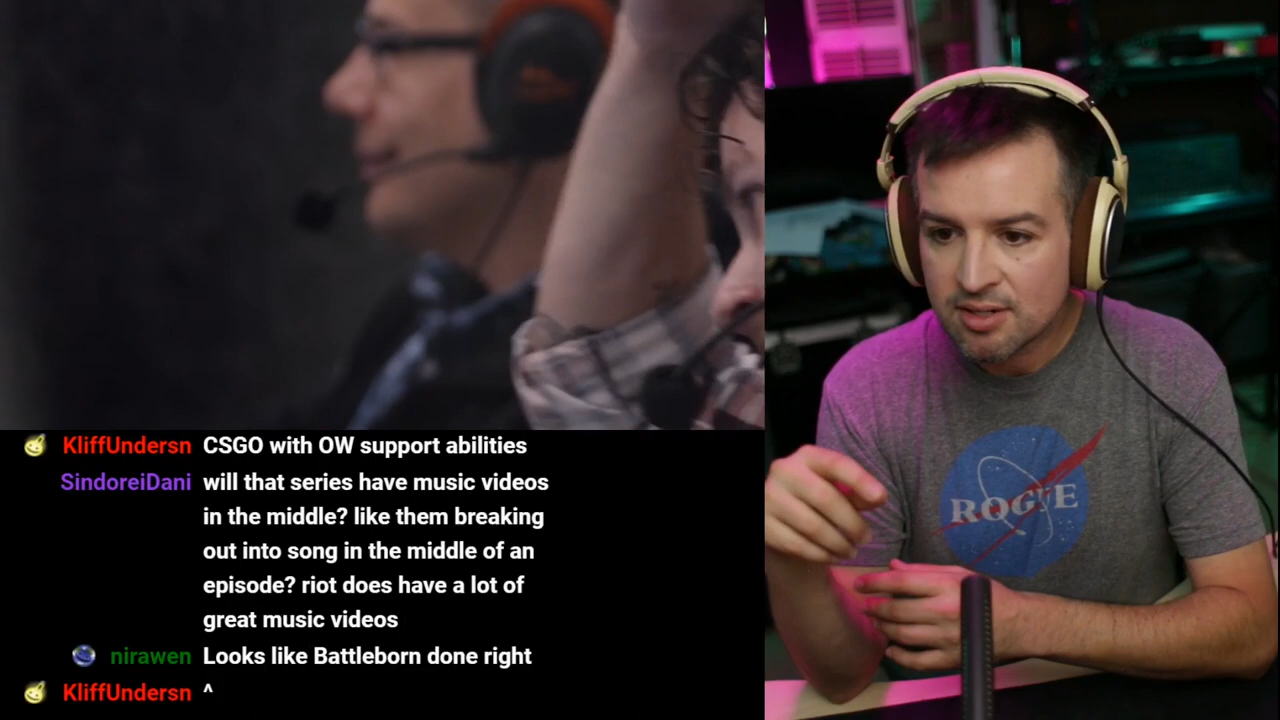 KliffUndersn CSGO with OW support abilities
SindoreiDani will that series have music videos
in the middle? like them breaking
out into song in the middle of an
episode? riot does have a lot of
great music videos
nirawen Looks like Battleborn done right
KliffUndersn ^
ROGUE